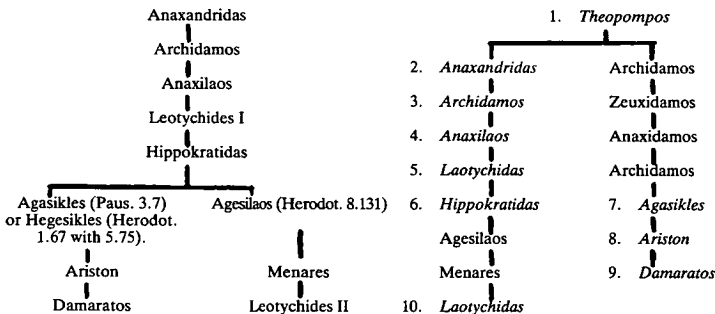 Anaxandridas
Archidamos
Anaxilaos
Leotychides I
Hippokratidas
Agasikles (Paus. 3.7)
or Hegesikles (Herodot.
1.67 with 5.75).
Agesilaos (Herodot. 8.131)
Ariston
Menares
Damaratos
Leotychides II
1. Theopompos
2. Anaxandridas
Archidamos
3. Archidamos
Zeuxidamos
4. Anaxilaos
Anaxidamos
5. Laotychidas
Archidamos
6. Hippokratidas
7. Agasikles
Agesilaos
8. Ariston
Menares
9. Damaratos
10. Laotychidas